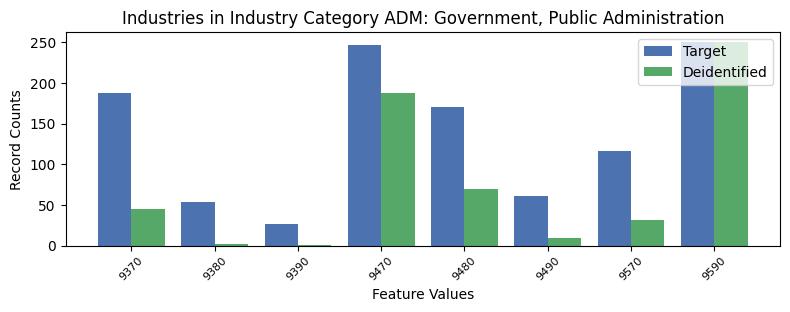 Industries in Industry Category ADM: Government, Public Administration
Target
Deidentified
Record Counts
250
200
150
100
50
0
9370 9380 9390 9470 9480 9490 9570 9590
Feature Values